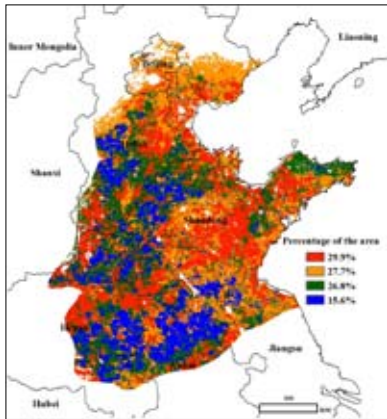 Inner Mongolia
Liaoning
Beijing
Shanxi
Shandong
Percentage of the area
29.9%
27.7%
26.8%
15.6%
Henan
Jiangsu
Hubei